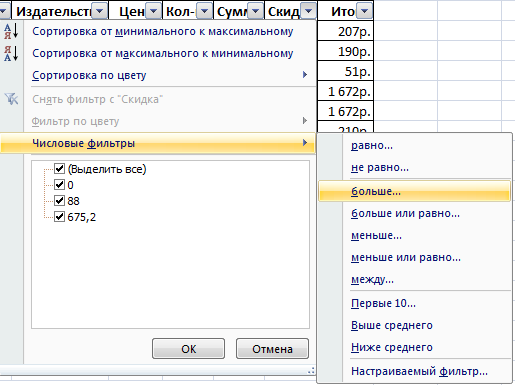 Издательст Цен Кол- Сумм Скид Ито
207р.
190р.
51р.
1 672р.
1 672р.
210р.
Сортировка от минимального к максимальному
Сортировка от максимального к минимальному
Сортировка по цвету
Снять фильтр с "Скидка"
Фильтр по цвету
Числовые фильтры
(Выделить все)
0
88
675,2
ОК Отмена
равно...
не равно...
больше...
больше или равно...
меньше...
меньше или равно...
между...
Первые 10...
Выше среднего
Ниже среднего
Настраиваемый фильтр...